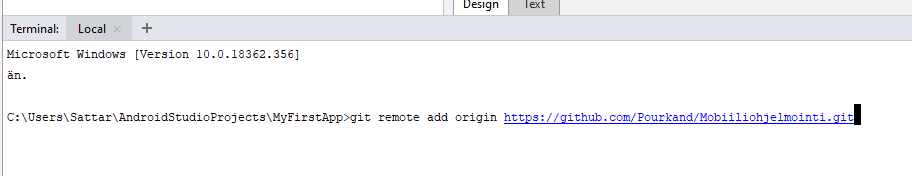 Design Text
Terminal: Local × +
Microsoft Windows [Version 10.0.18362.356]
än.
C:\Users\Sattar\AndroidStudioProjects\MyFirstApp>git remote add origin https://github.com/Pourkand/Mobiiliohjelmointi.git